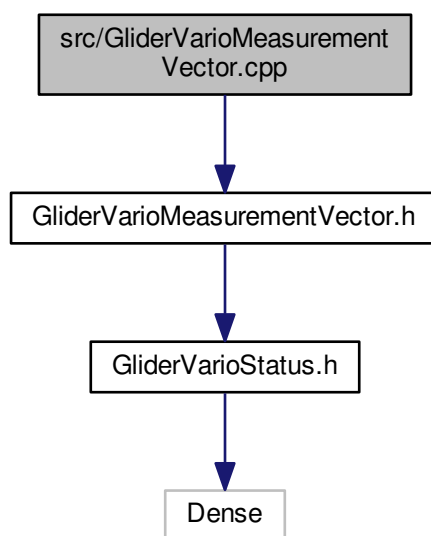 src/GliderVarioMeasurement
Vector.cpp
GliderVarioMeasurementVector.h
GliderVarioStatus.h
Dense